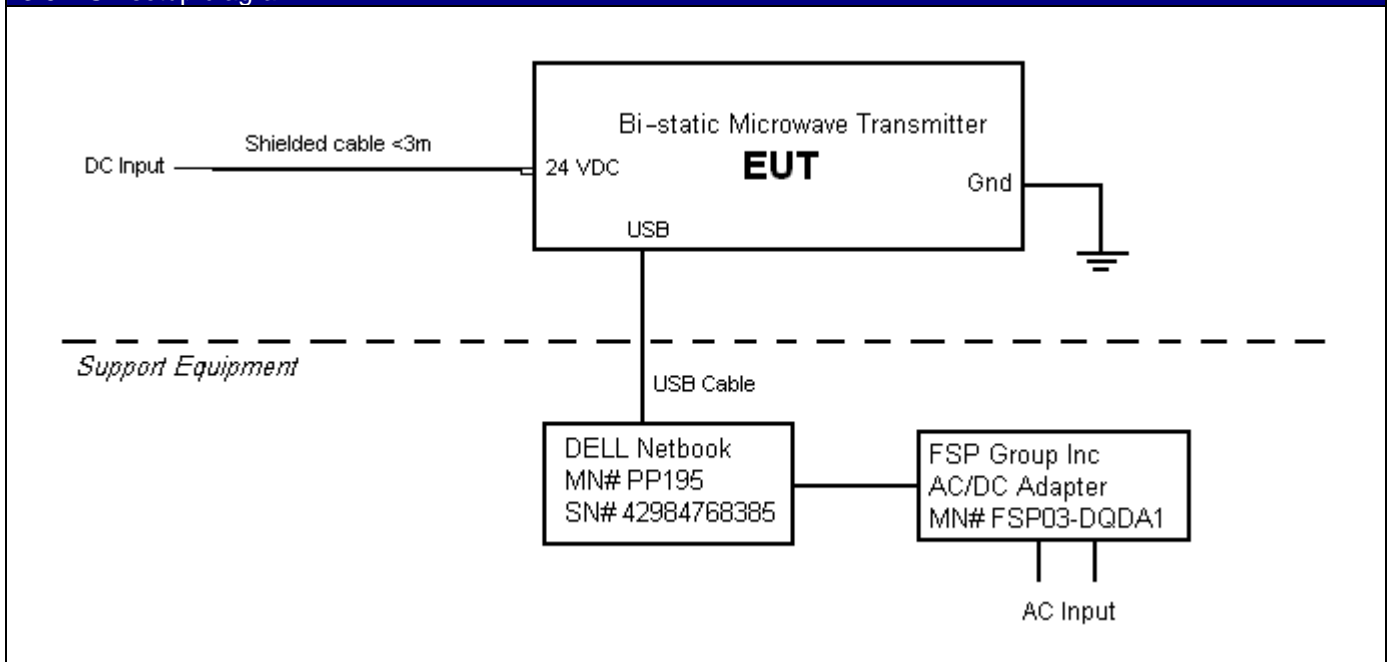 Bi-static Microwave Transmitter
EUT
DC Input
Shielded cable <3m
24 VDC
Gnd
USB
Support Equipment
USB Cable
DELL Netbook
MN# PP195
SN# 42984768385
FSP Group Inc
AC/DC Adapter
MN# FSP03-DQDA1
AC Input